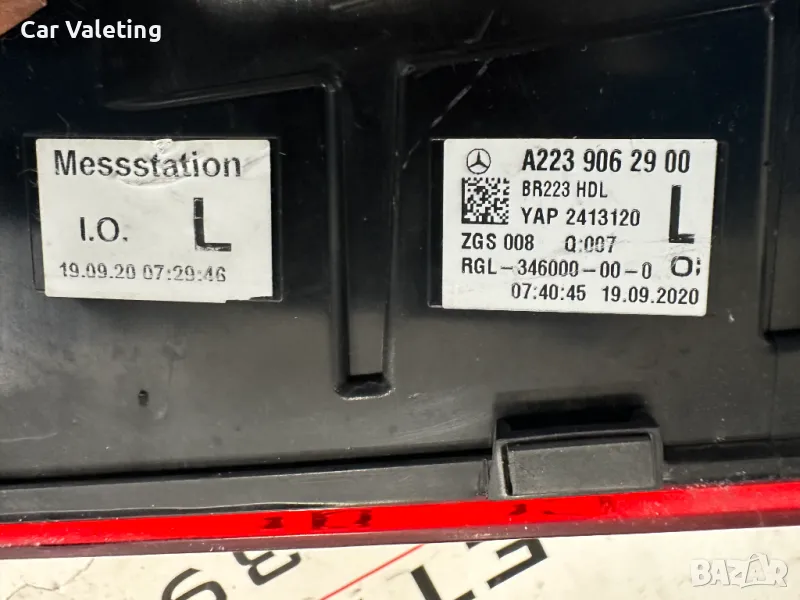 Car Valeting
Messstation
I.O. L
19.09.20 07:29:46
A223 906 29 00
BR223 HDL
YAP 2413120
L
ZGS 008 Q:007
RGL-346000-00-0 O;
07:40:45 19.09.2020
BAZAR